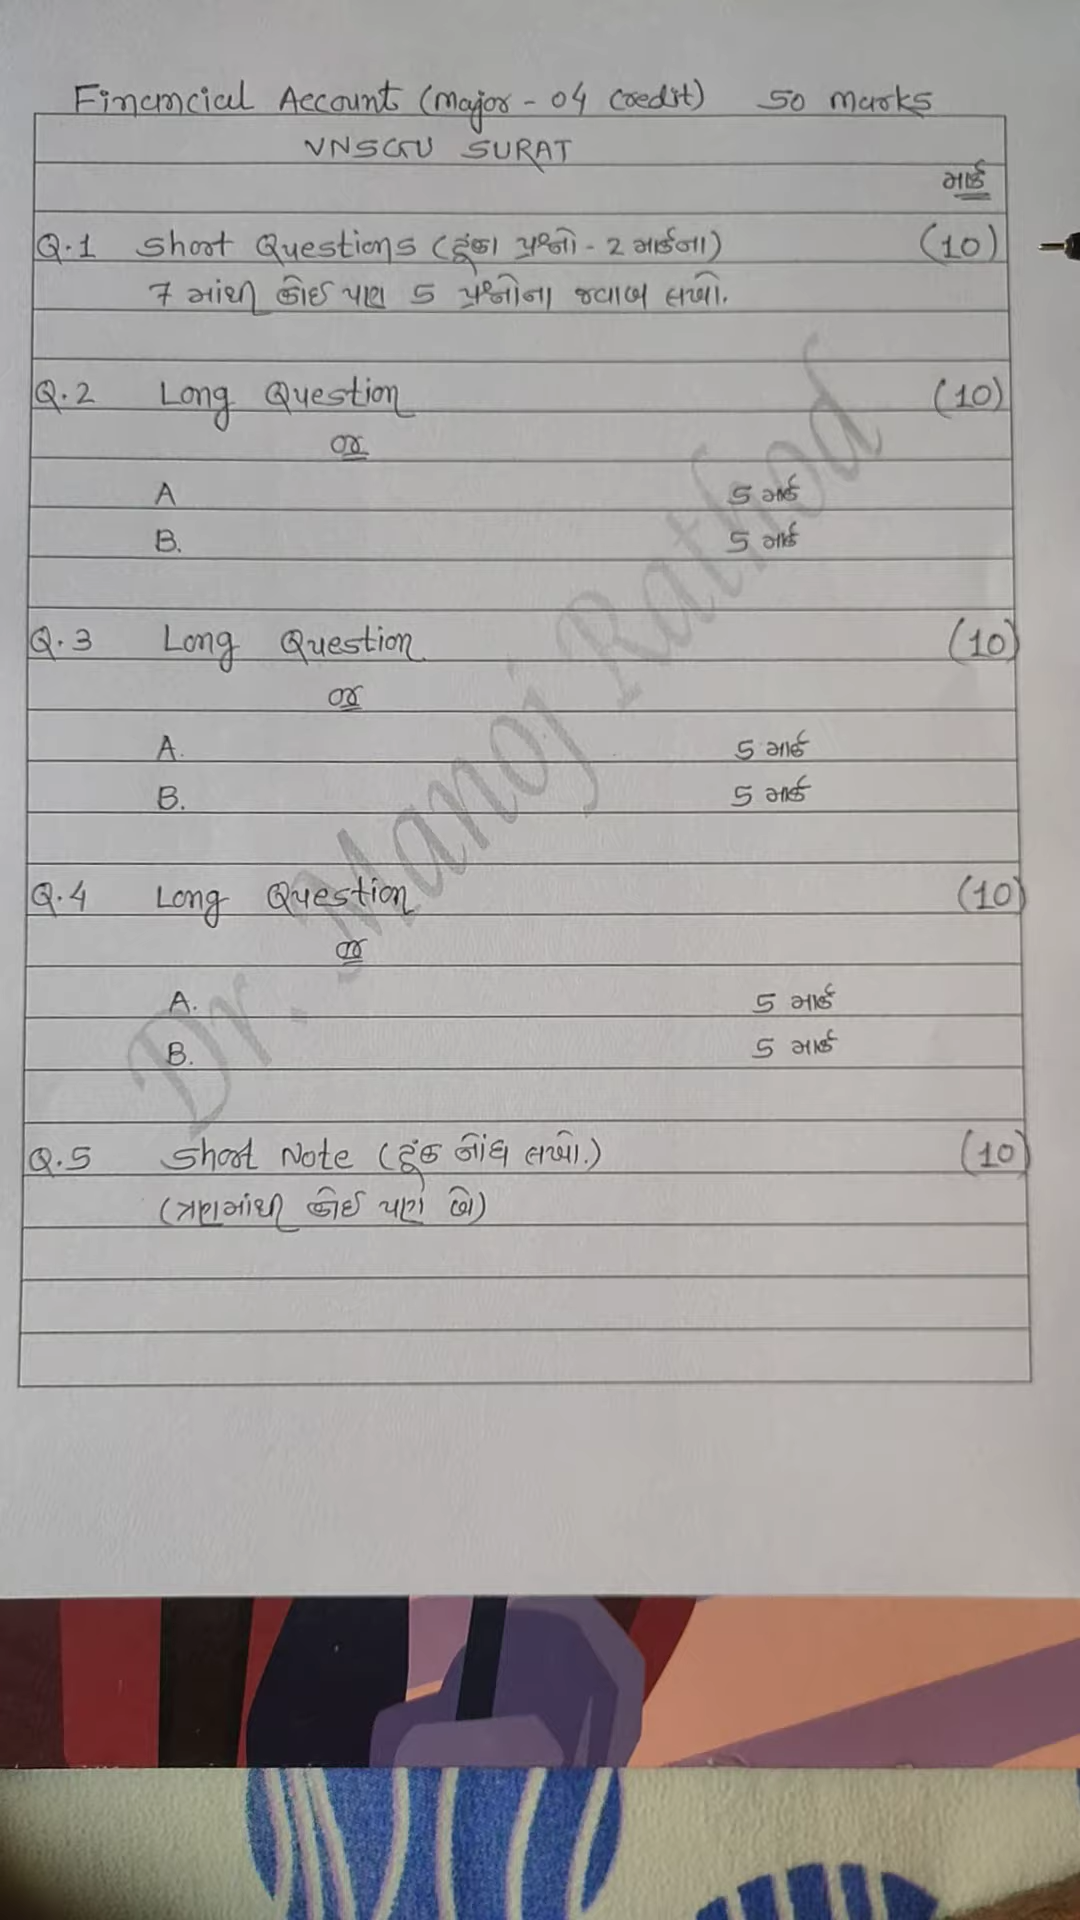 Financial Account (Major - 04 Credit) 50 marks
VNSGU SURAT
માર્ક
Q.1 Short Questions (ટૂંકા પ્રશ્નો - 2 માર્કના) (10)
7 માંથી કોઈ પણ 5 પ્રશ્નોના જવાબ લખો.
Q.2 Long Question (10)
OR
A 5 માર્ક
B. 5 માર્ક
Q.3 Long Question (10)
OR
A. 5 માર્ક
B. 5 માર્ક
Q.4 Long Question (10)
OR
A. 5 માર્ક
B. 5 માર્ક
Q.5 Short Note (ટૂંક નોંધ લખો.) (10)
(ત્રણમાંથી કોઈ પણ બે)
Dr. Manoj Rathod